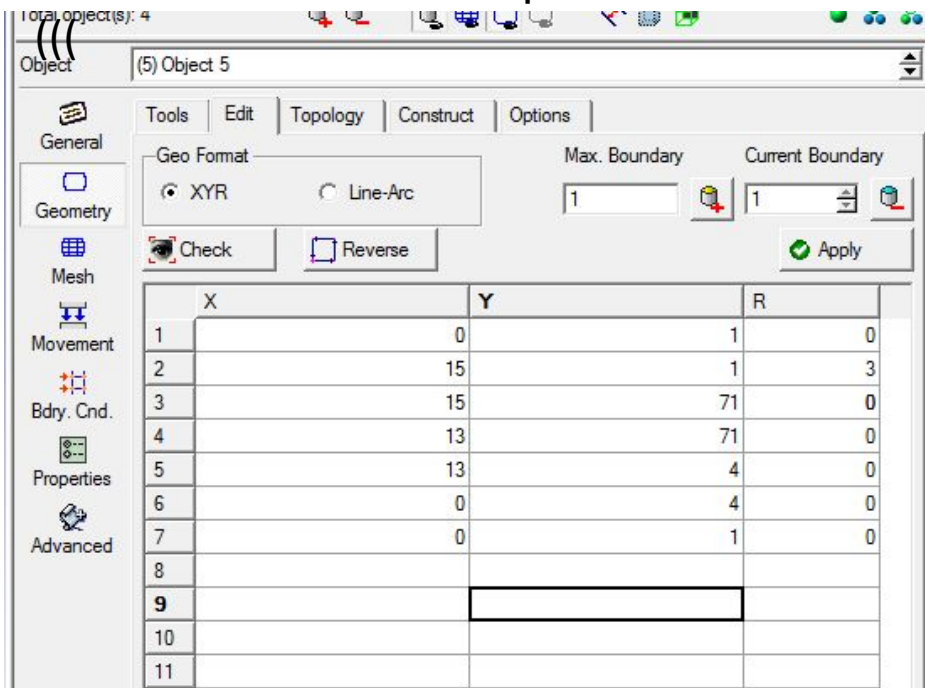 Total object(s): 4
(((
Object (5) Object 5
General
Geometry
Mesh
Movement
Bdry. Cnd.
Properties
Advanced
Tools Edit Topology Construct Options
Geo Format Max. Boundary Current Boundary
XYR Line-Arc 1 1
Check Reverse Apply
X Y R
1 0 1 0
2 15 1 3
3 15 71 0
4 13 71 0
5 13 4 0
6 0 4 0
7 0 1 0
8
9
10
11